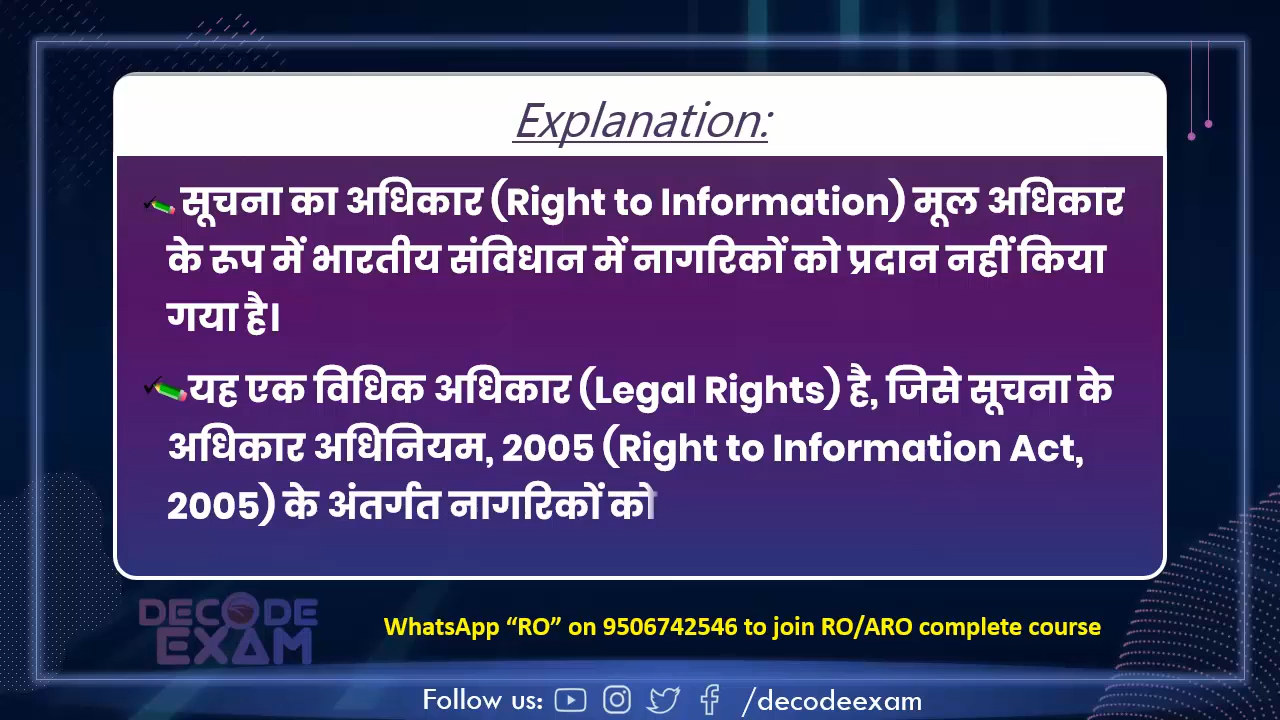 Explanation:
सूचना का अधिकार (Right to Information) मूल अधिकार
के रूप में भारतीय संविधान में नागरिकों को प्रदान नहीं किया
गया है।
यह एक विधिक अधिकार (Legal Rights) है, जिसे सूचना के
अधिकार अधिनियम, 2005 (Right to Information Act,
2005) के अंतर्गत नागरिकों को
DECODE
EXAM
WhatsApp “RO” on 9506742546 to join RO/ARO complete course
Follow us: /decodeexam